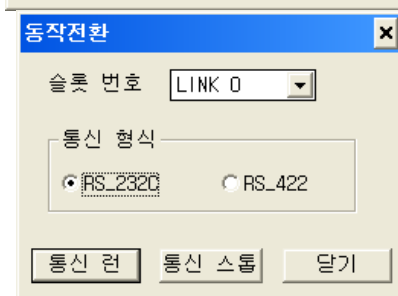 동작전환
슬롯 번호 LINK 0
통신 형식
RS_232C RS_422
통신 런 통신 스톱 닫기